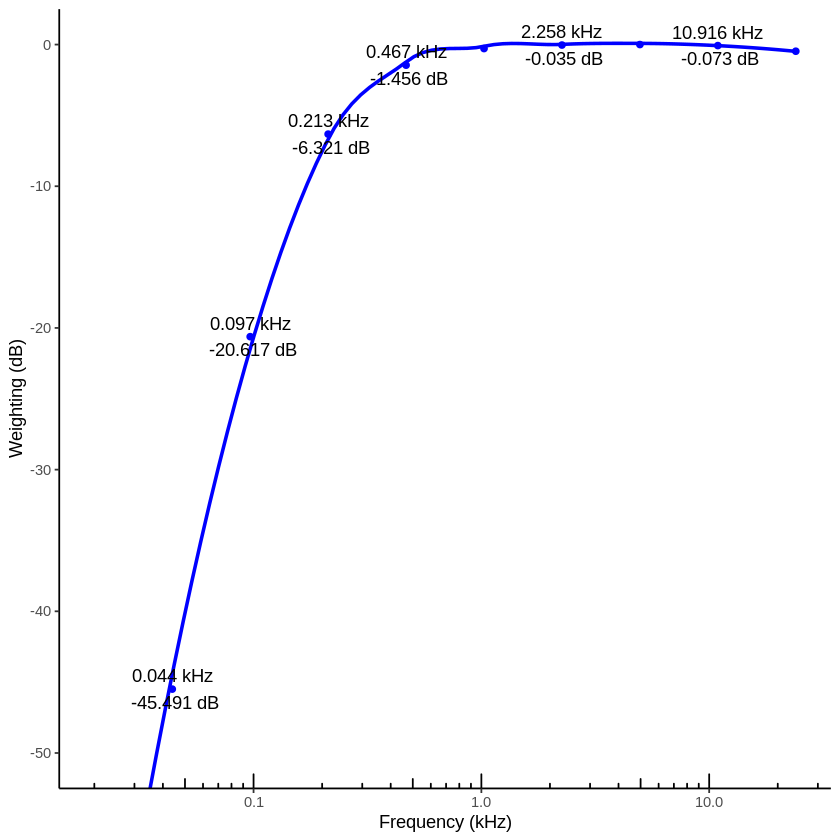 0
2.258 kHz
-0.035 dB
10.916 kHz
-0.073 dB
0.467 kHz
-1.456 dB
0.213 kHz
-6.321 dB
-10
-20
0.097 kHz
-20.617 dB
-30
-40
0.044 kHz
-45.491 dB
-50
Weighting (dB)
0.1
1.0
10.0
Frequency (kHz)